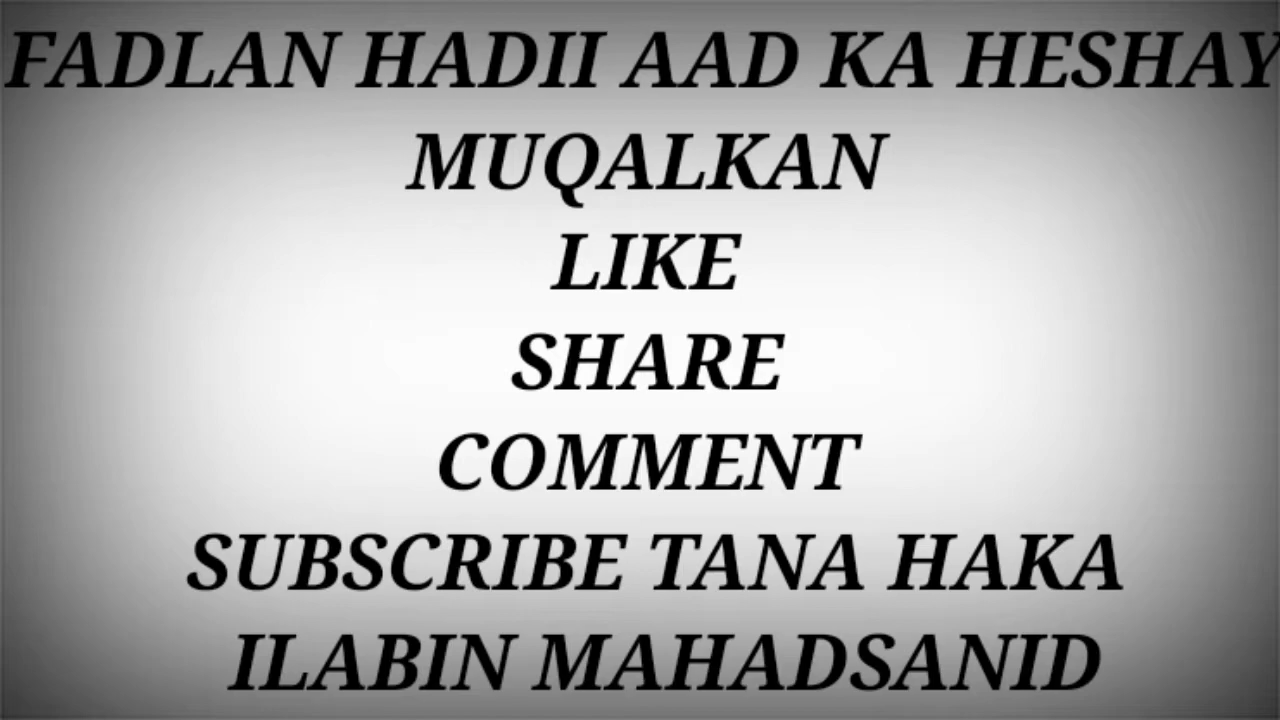 FADLAN HADII AAD KA HESHAY
MUQALKAN
LIKE
SHARE
COMMENT
SUBSCRIBE TANA HAKA
ILABIN MAHADSANID